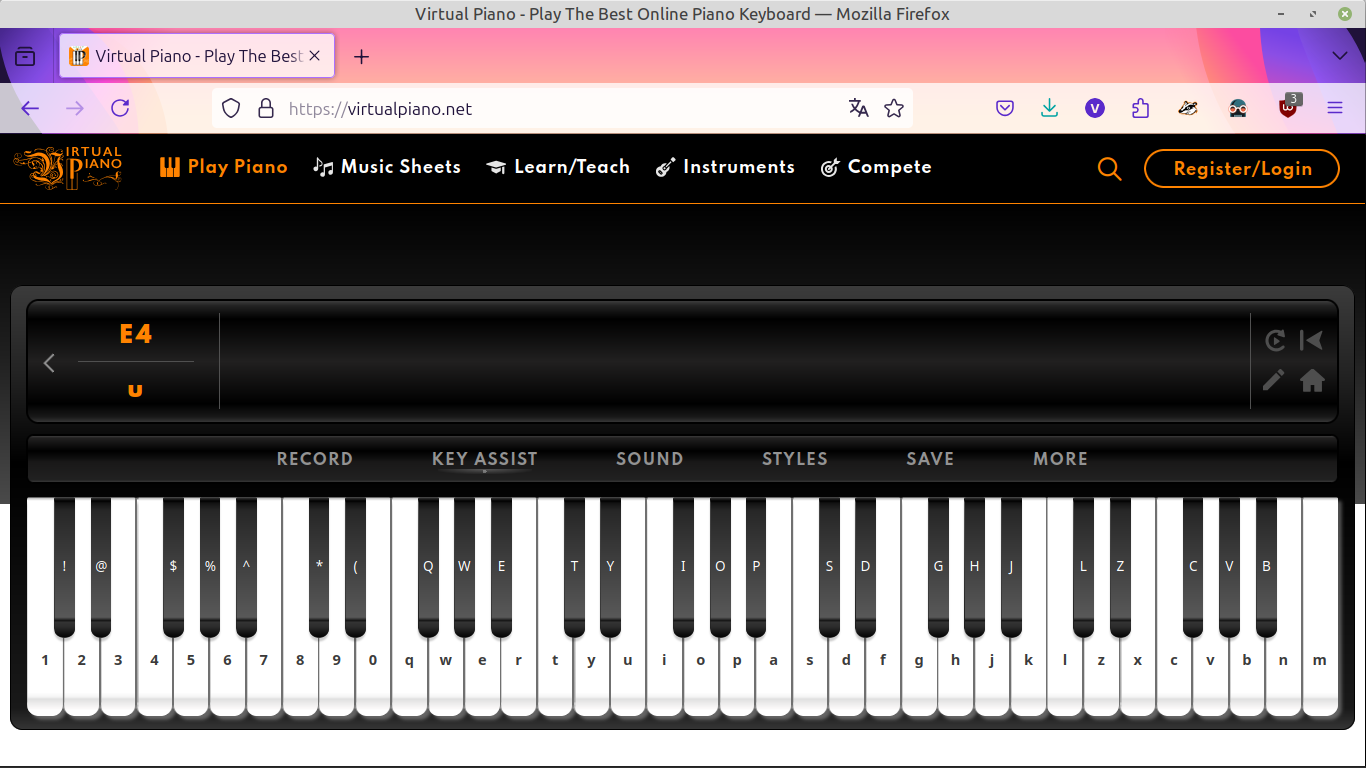 Virtual Piano - Play The Best Online Piano Keyboard — Mozilla Firefox
Virtual Piano - Play The Best
https://virtualpiano.net
3
VIRTUAL PIANO
Play Piano
Music Sheets
Learn/Teach
Instruments
Compete
Register/Login
E4
u
RECORD
KEY ASSIST
SOUND
STYLES
SAVE
MORE
! @ $ % ^ * ( Q W E T Y I O P S D G H J L Z C V B
1 2 3 4 5 6 7 8 9 0 q w e r t y u i o p a s d f g h j k l z x c v b n m